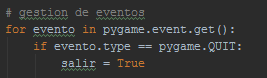 # gestion de eventos
for evento in pygame.event.get():
    if evento.type == pygame.QUIT:
        salir = True